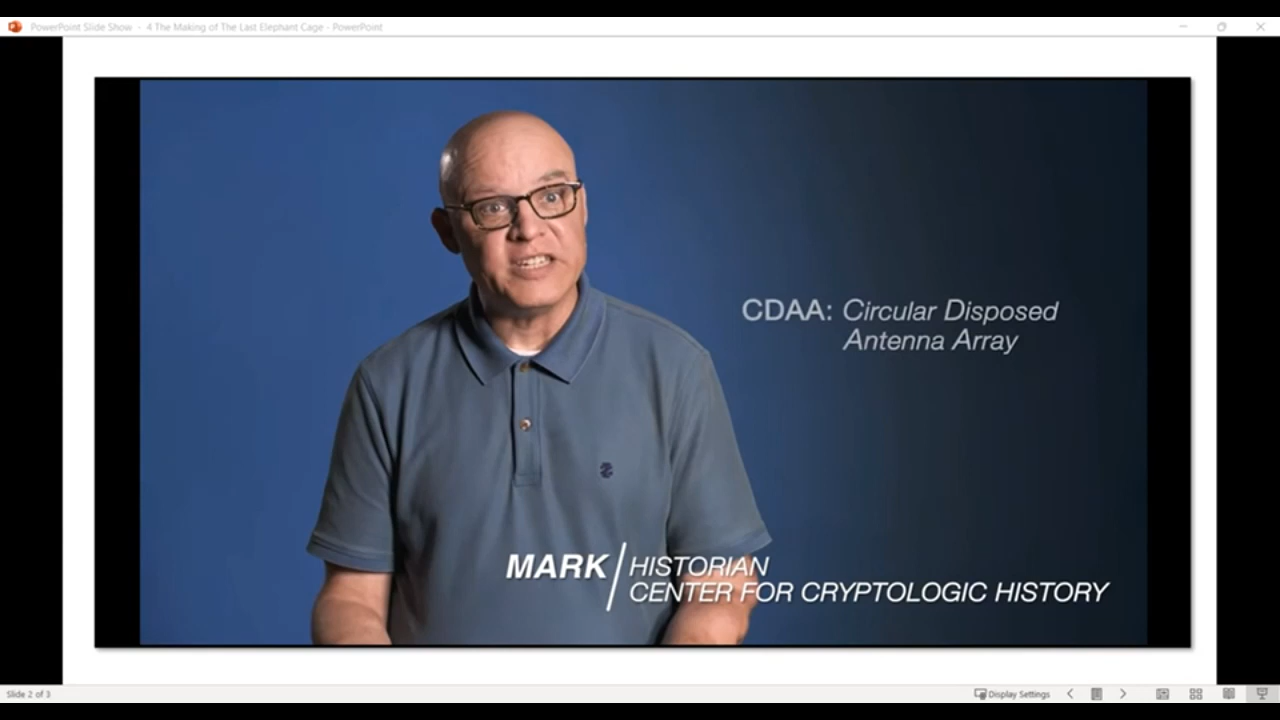 PowerPoint Slide Show - 4 The Making of The Last Elephant Cage - PowerPoint
CDAA: Circular Disposed
Antenna Array
MARK
HISTORIAN
CENTER FOR CRYPTOLOGIC HISTORY
Slide 2 of 3
Display Settings